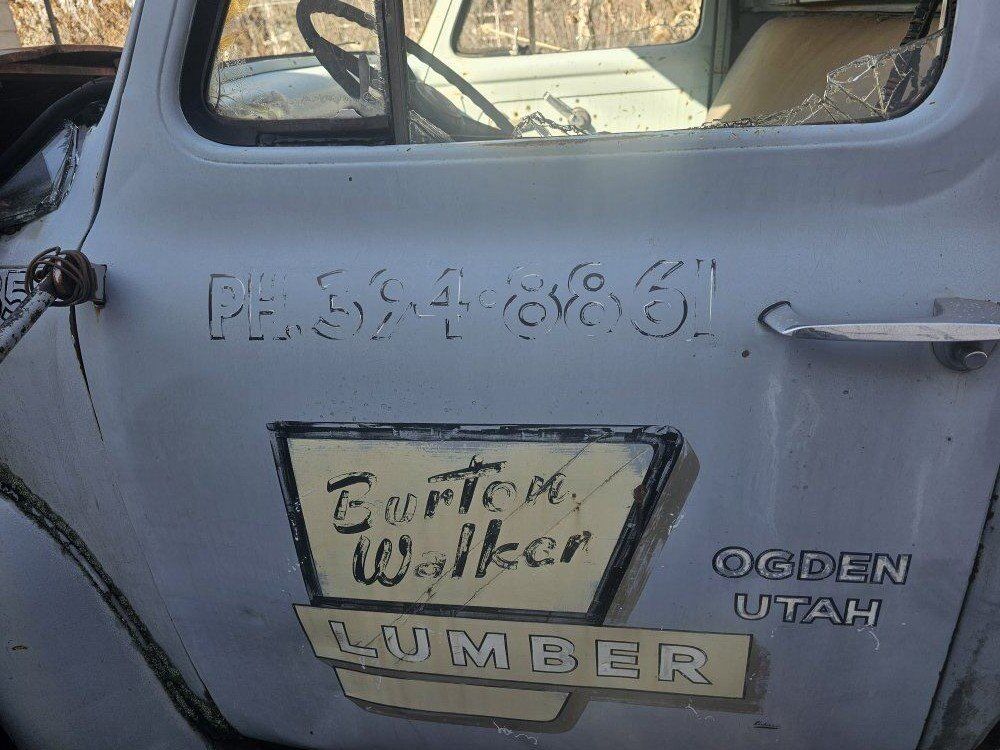 PH. 394-8861
Burton
Walker
LUMBER
OGDEN
UTAH